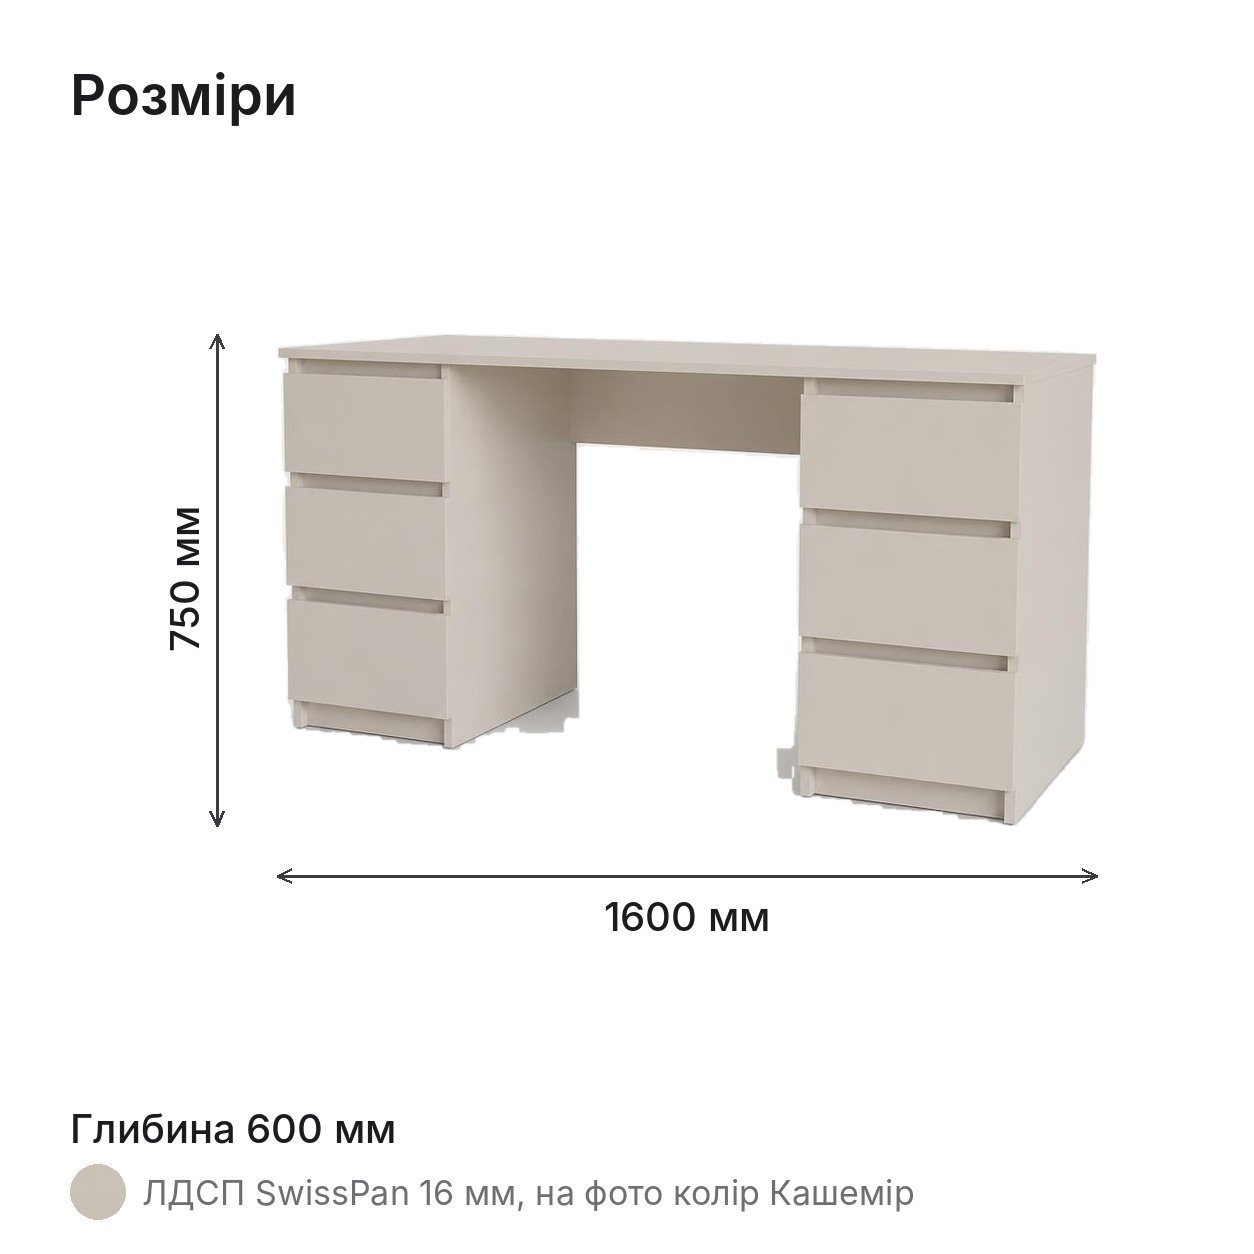 Розміри
750 мм
1600 мм
Глибина 600 мм
ЛДСП SwissPan 16 мм, на фото колір Кашемір